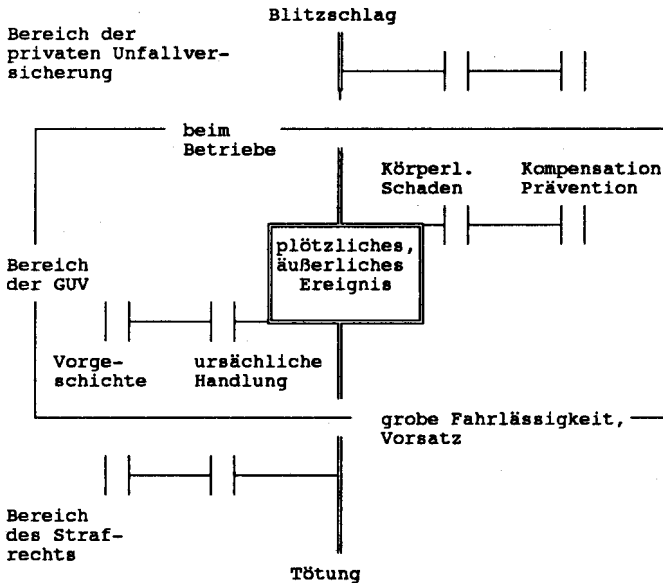 Blitzschlag
Bereich der
privaten Unfallver-
sicherung
beim
Betriebe
Körperl.
Schaden
Kompensation
Prävention
plötzliches,
äußerliches
Ereignis
Bereich
der GUV
Vorge-
schichte
ursächliche
Handlung
grobe Fahrlässigkeit,
Vorsatz
Bereich
des Straf-
rechts
Tötung